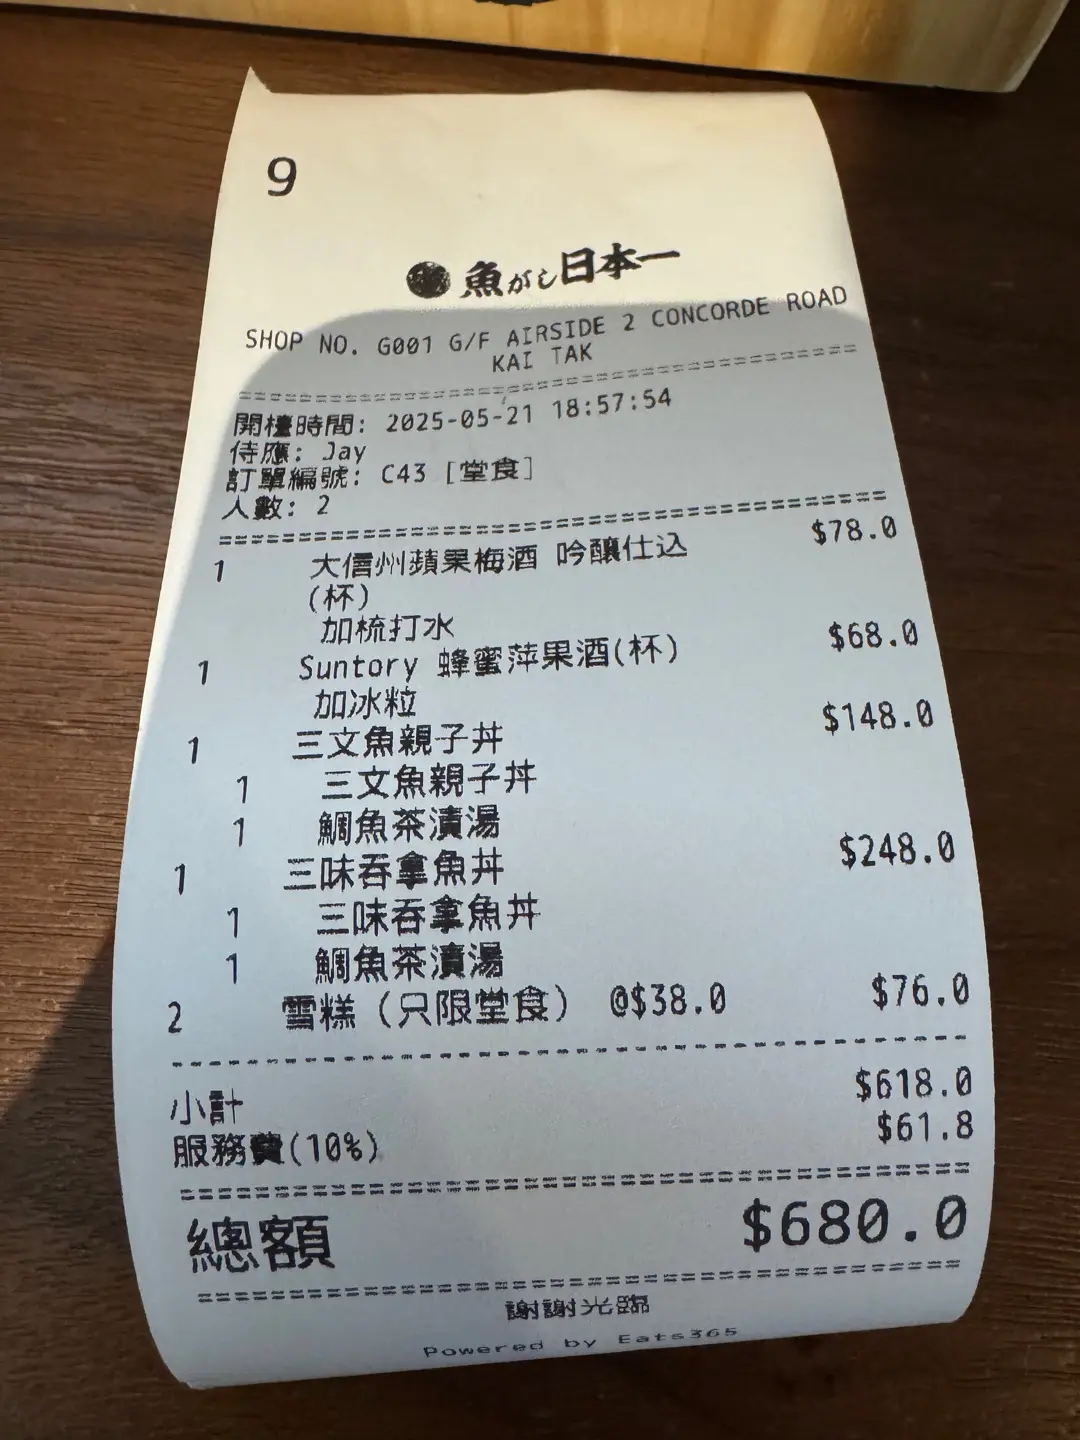 9
魚がし日本一
SHOP NO. G001 G/F AIRSIDE 2 CONCORDE ROAD
KAI TAK
開檯時間: 2025-05-21 18:57:54
侍應: Jay
訂單編號: C43 [堂食]
人數: 2
1 大信州蘋果梅酒 吟釀仕込 $78.0
(杯)
加梳打水
1 Suntory 蜂蜜萍果酒(杯) $68.0
加冰粒
1 三文魚親子丼 $148.0
1 三文魚親子丼
1 鯛魚茶漬湯
1 三味吞拿魚丼 $248.0
1 三味吞拿魚丼
1 鯛魚茶漬湯
2 雪糕 (只限堂食) @$38.0 $76.0
小計 $618.0
服務費(10%) $61.8
總額 $680.0
謝謝光臨
Powered by Eats365